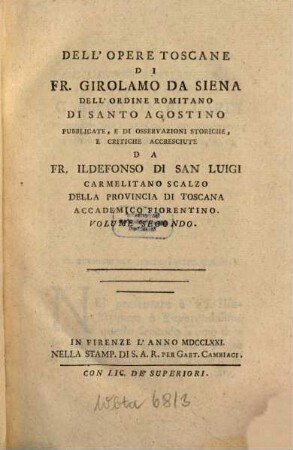 DELL' OPERE TOSCANE
DI
FR. GIROLAMO DA SIENA
DELL' ORDINE ROMITANO
DI SANTO AGOSTINO
PUBBLICATE, E DI OSSERVAZIONI STORICHE,
E CRITICHE ACCRESCIUTE
DA
FR. ILDEFONSO DI SAN LUIGI
CARMELITANO SCALZO
DELLA PROVINCIA DI TOSCANA
ACCADEMICO FIORENTINO.
VOLUME SECONDO.
IN FIRENZE L' ANNO MDCCLXXI.
NELLA STAMP. DI S. A. R. PER GAET. CAMBIAGI.
CON LIC. DE' SUPERIORI.